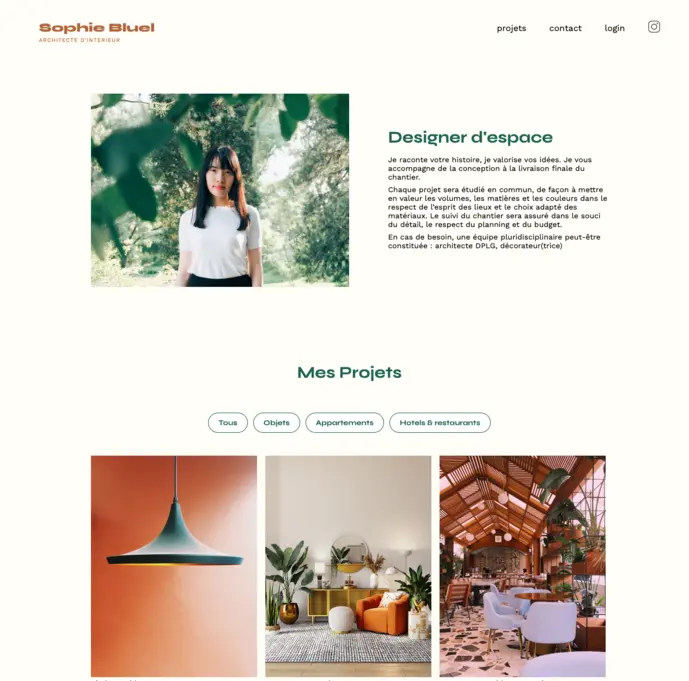 Sophie Bluel
ARCHITECTE D'INTERIEUR
projets contact login
Designer d'espace
Je raconte votre histoire, je valorise vos idées. Je vous
accompagne de la conception à la livraison finale du
chantier.
Chaque projet sera étudié en commun, de façon à mettre
en valeur les volumes, les matières et les couleurs dans le
respect de l'esprit des lieux et le choix adapté des
matériaux. Le suivi du chantier sera assuré dans le souci
du détail, le respect du planning et du budget.
En cas de besoin, une équipe pluridisciplinaire peut-être
constituée : architecte DPLG, décorateur(trice)
Mes Projets
Tous Objets Appartements Hotels & restaurants